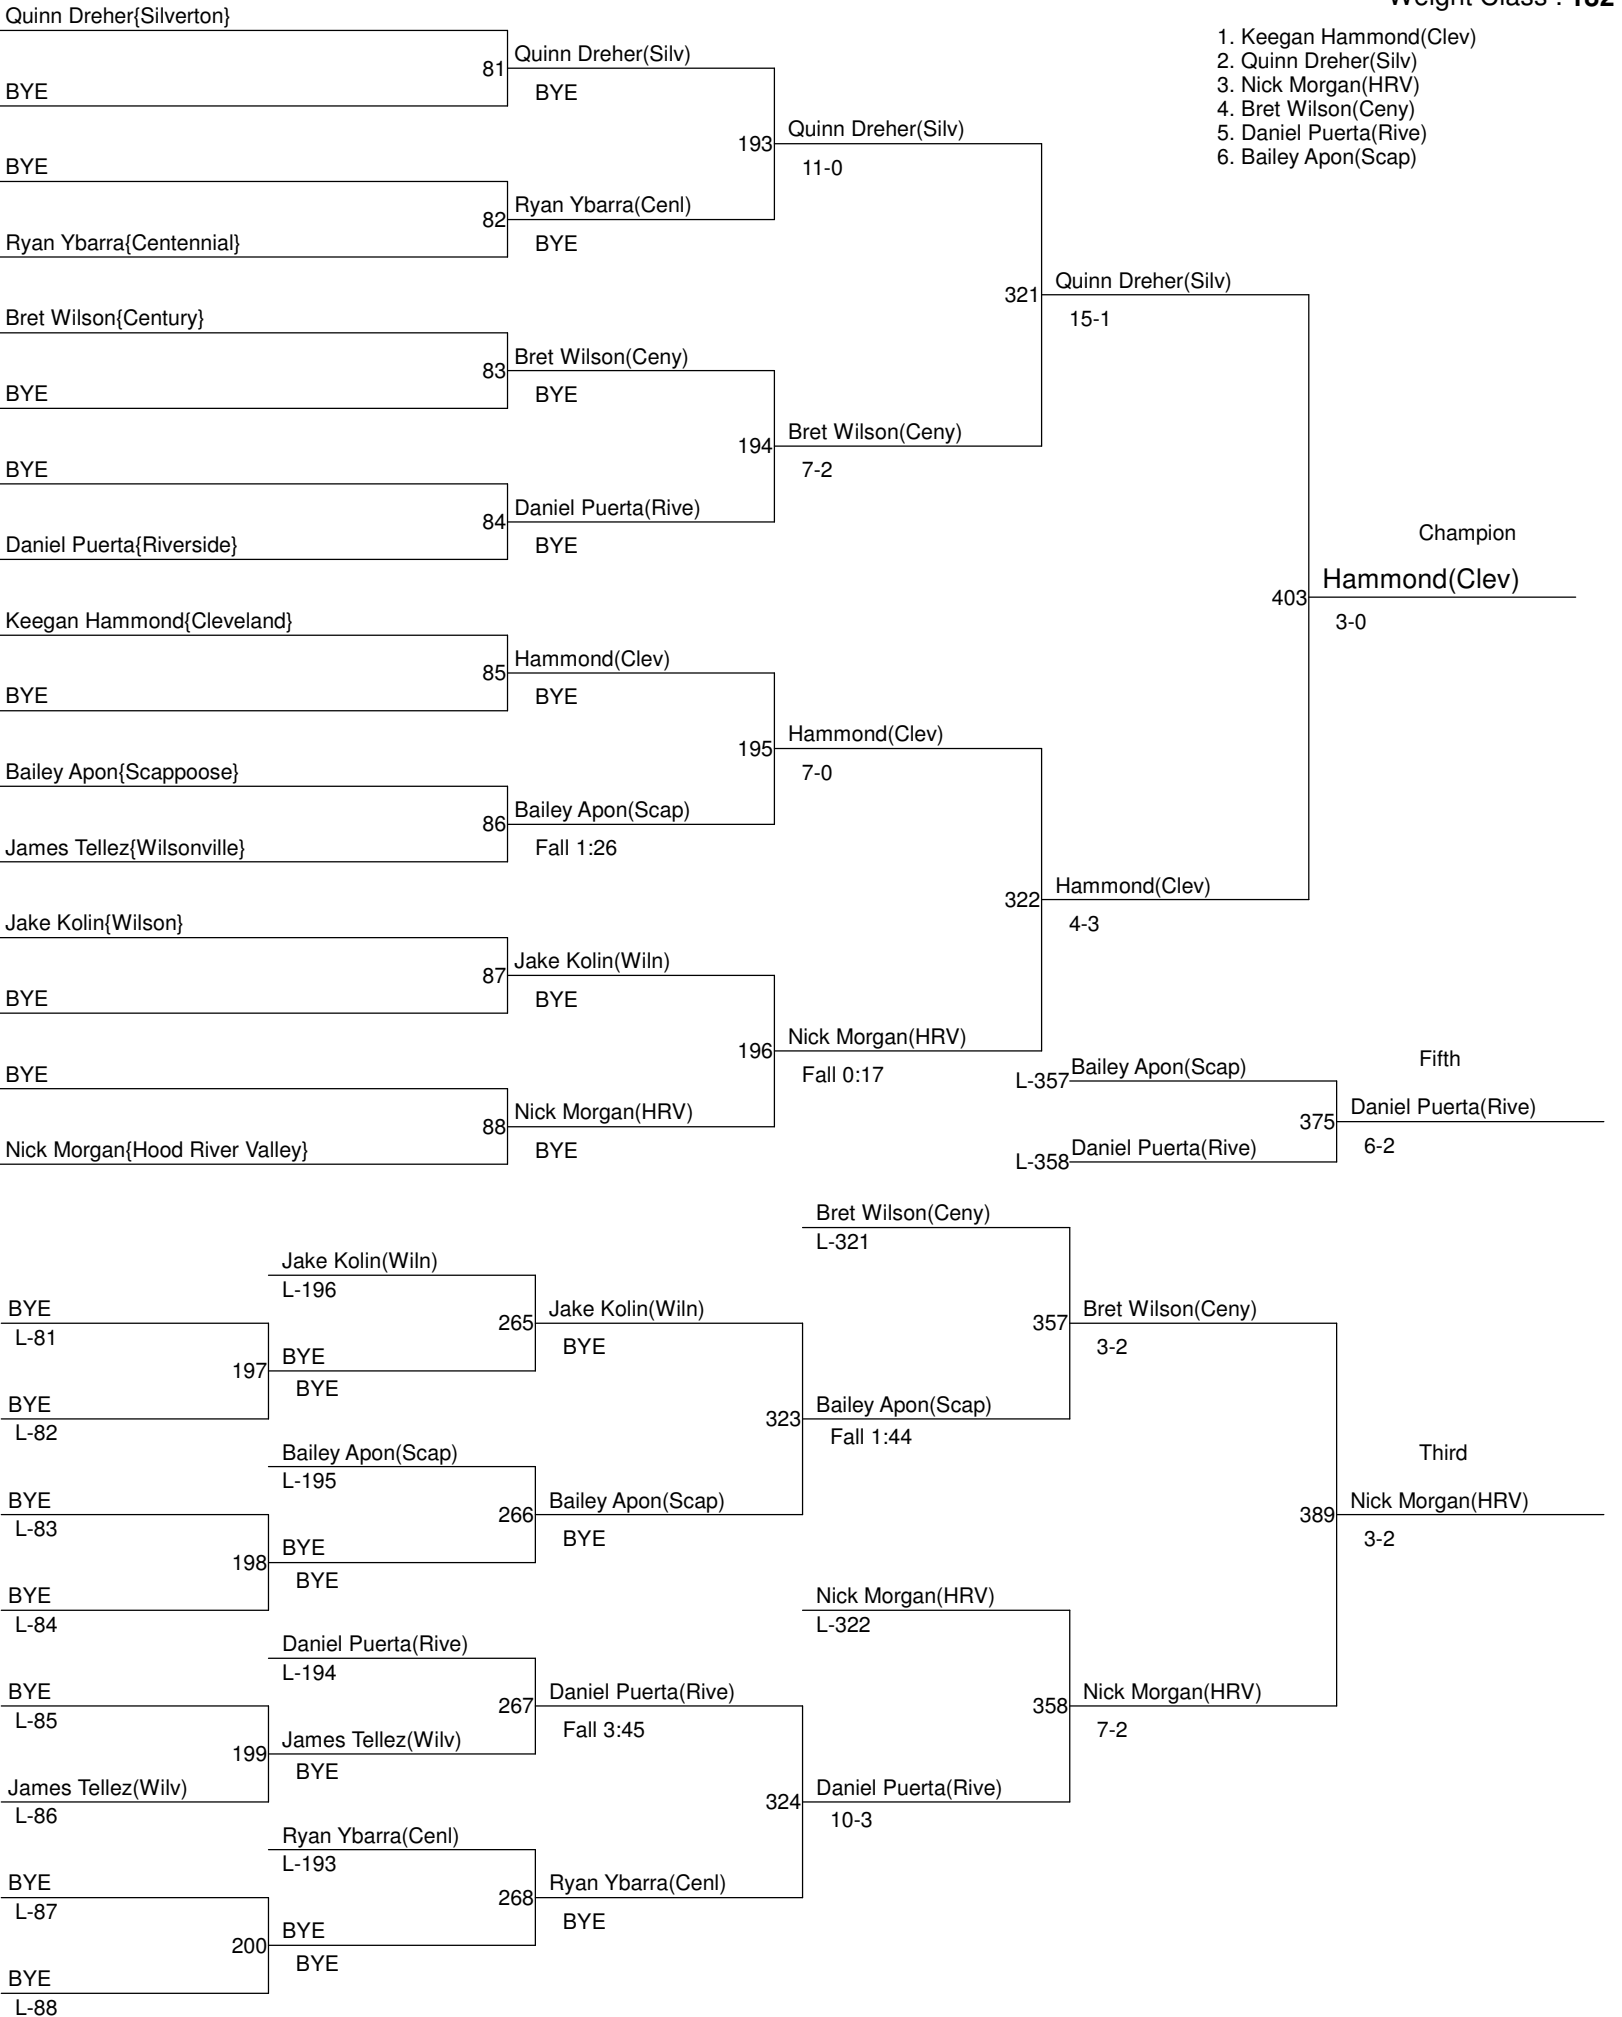 Quinn Dreher{Silverton}
81
Quinn Dreher(Silv)
BYE
BYE
193
Quinn Dreher(Silv)
11-0
BYE
82
Ryan Ybarra(Cenl)
BYE
Ryan Ybarra{Centennial}
321
Quinn Dreher(Silv)
15-1
Bret Wilson{Century}
83
Bret Wilson(Ceny)
BYE
BYE
194
Bret Wilson(Ceny)
7-2
BYE
84
Daniel Puerta(Rive)
BYE
Daniel Puerta{Riverside}
Weight Class :
1. Keegan Hammond(Clev)
2. Quinn Dreher(Silv)
3. Nick Morgan(HRV)
4. Bret Wilson(Ceny)
5. Daniel Puerta(Rive)
6. Bailey Apon(Scap)
Champion
403
Hammond(Clev)
3-0
Keegan Hammond{Cleveland}
85
Hammond(Clev)
BYE
BYE
195
Hammond(Clev)
7-0
Bailey Apon{Scappoose}
86
Bailey Apon(Scap)
Fall 1:26
James Tellez{Wilsonville}
322
Hammond(Clev)
4-3
Jake Kolin{Wilson}
87
Jake Kolin(Wiln)
BYE
BYE
196
Nick Morgan(HRV)
Fall 0:17
BYE
88
Nick Morgan(HRV)
BYE
Nick Morgan{Hood River Valley}
Fifth
L-357
Bailey Apon(Scap)
375
Daniel Puerta(Rive)
6-2
L-358
Daniel Puerta(Rive)
Bret Wilson(Ceny)
L-321
Jake Kolin(Wiln)
L-196
BYE
L-81
265
Jake Kolin(Wiln)
BYE
357
Bret Wilson(Ceny)
3-2
197
BYE
BYE
BYE
L-82
323
Bailey Apon(Scap)
Fall 1:44
Bailey Apon(Scap)
L-195
BYE
L-83
266
Bailey Apon(Scap)
BYE
198
BYE
BYE
BYE
L-84
Third
389
Nick Morgan(HRV)
3-2
Nick Morgan(HRV)
L-322
Daniel Puerta(Rive)
L-194
BYE
L-85
267
Daniel Puerta(Rive)
Fall 3:45
358
Nick Morgan(HRV)
7-2
199
James Tellez(Wilv)
BYE
James Tellez(Wilv)
L-86
324
Daniel Puerta(Rive)
10-3
Ryan Ybarra(Cenl)
L-193
BYE
L-87
268
Ryan Ybarra(Cenl)
BYE
200
BYE
BYE
BYE
L-88